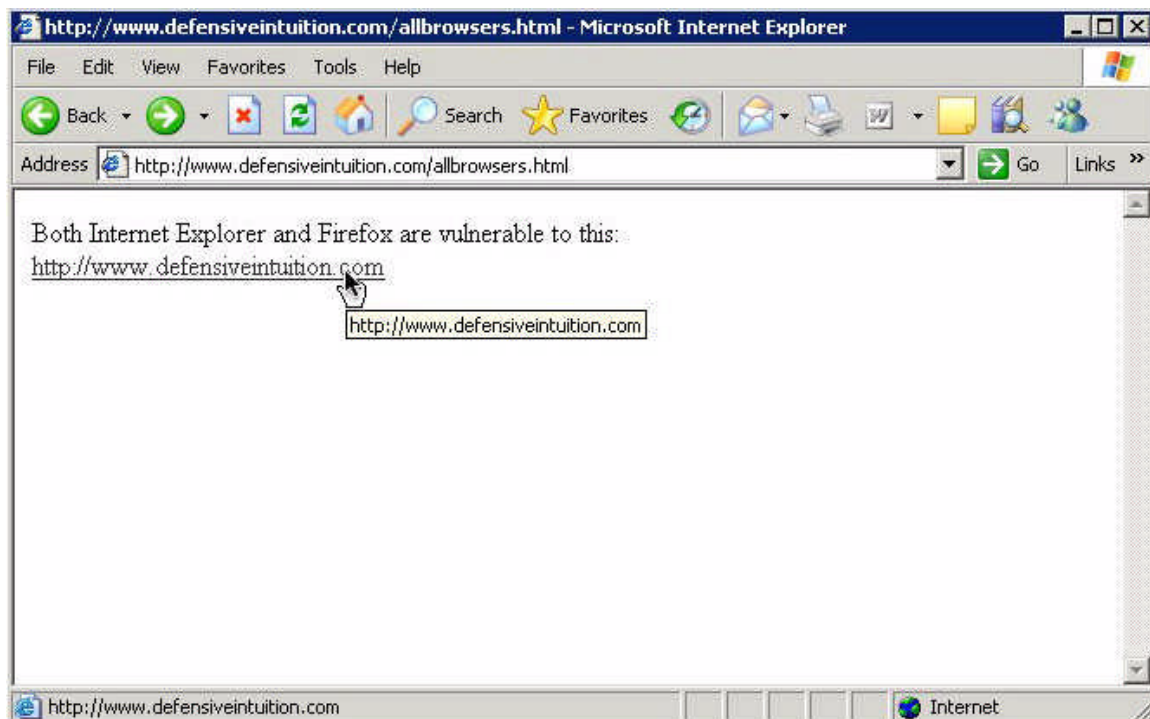 http://www.defensiveintuition.com/allbrowsers.html - Microsoft Internet Explorer
File Edit View Favorites Tools Help
Back Search Favorites W
Address http://www.defensiveintuition.com/allbrowsers.html Go Links »
Both Internet Explorer and Firefox are vulnerable to this:
http://www.defensiveintuition.com
http://www.defensiveintuition.com
http://www.defensiveintuition.com Internet